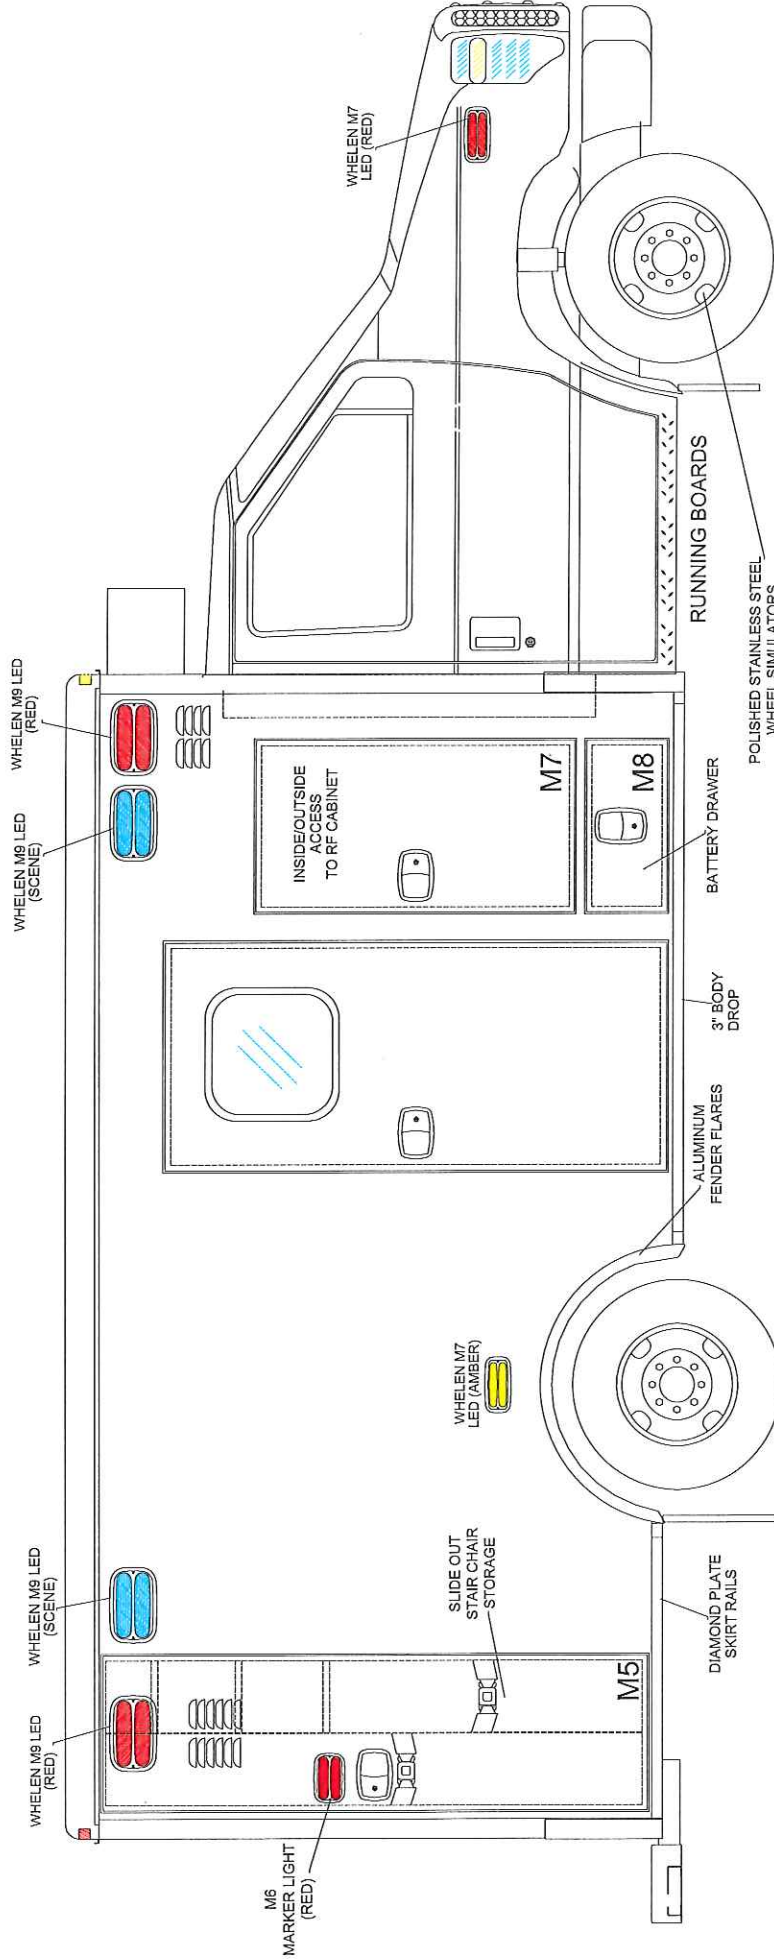 WHELEN M9 LED
(RED)
WHELEN M9 LED
(SCENE)
WHELEN M9 LED
(SCENE)
WHELEN M9 LED
(RED)
WHELEN M7
LED (RED)
M6
MARKER LIGHT
(RED)
SLIDE OUT
STAIR CHAIR
STORAGE
M5
WHELEN M7
LED (AMBER)
INSIDE/OUTSIDE
ACCESS
TO RF CABINET
M7
M8
RUNNING BOARDS
DIAMOND PLATE
SKIRT RAILS
ALUMINUM
FENDER FLARES
3" BODY
DROP
BATTERY DRAWER
POLISHED STAINLESS STEEL
WHEEL SIMULATORS